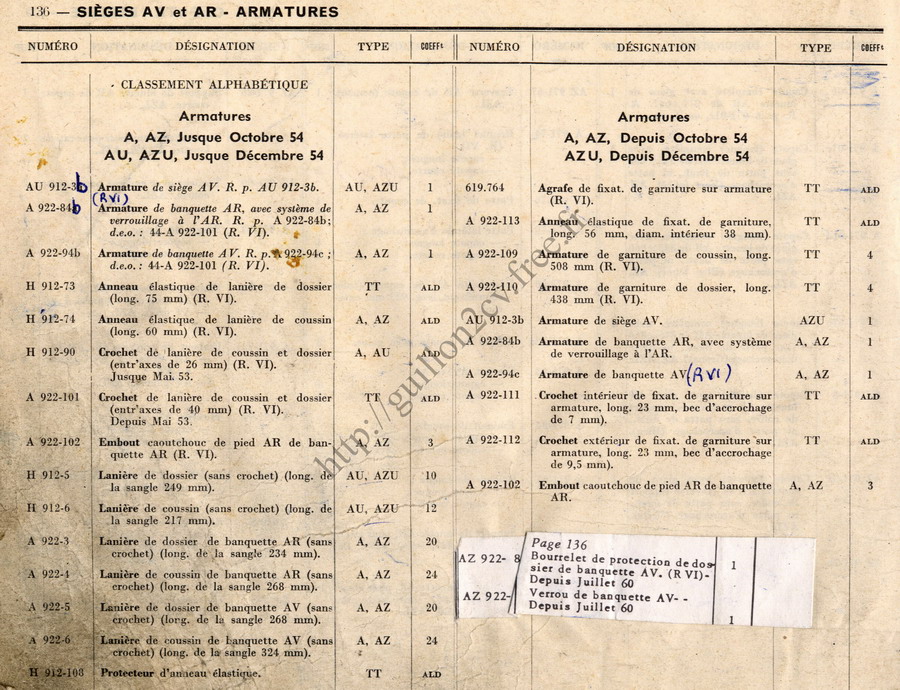 136 — SIÈGES AV et AR - ARMATURES
NUMÉRO DÉSIGNATION TYPE COEFFt
CLASSEMENT ALPHABÉTIQUE
Armatures
A, AZ, Jusque Octobre 54
AU, AZU, Jusque Décembre 54
AU 912-3b Armature de siège AV. R. p. AU 912-3b. AU, AZU 1
(RVI)
A 922-84b Armature de banquette AR, avec système de A, AZ 1
verrouillage à l'AR. R. p. A 922-84b;
d.e.o. : 44-A 922-101 (R. VI).
A 922-94b Armature de banquette AV. R. p. A 922-94c ; A, AZ 1
d.e.o. : 44-A 922-101 (R. VI).
H 912-73 Anneau élastique de lanière de dossier TT ALD
(long. 75 mm) (R. VI).
H 912-74 Anneau élastique de lanière de coussin A, AZ ALD
(long. 60 mm) (R. VI).
H 912-90 Crochet de lanière de coussin et dossier A, AU ALD
(entr'axes de 26 mm) (R. VI).
Jusque Mai. 53.
A 922-101 Crochet de lanière de coussin et dossier TT ALD
(entr'axes de 40 mm) (R. VI).
Depuis Mai 53.
A 922-102 Embout caoutchouc de pied AR de ban- A, AZ 3
quette AR (R. VI).
H 912-5 Lanière de dossier (sans crochet) (long. de AU, AZU 10
la sangle 249 mm).
H 912-6 Lanière de coussin (sans crochet) (long. de AU, AZU 12
la sangle 217 mm).
A 922-3 Lanière de dossier de banquette AR (sans A, AZ 20
crochet) (long. de la sangle 234 mm).
A 922-4 Lanière de coussin de banquette AR (sans A, AZ 24
crochet) (long. de la sangle 268 mm).
A 922-5 Lanière de dossier de banquette AV (sans A, AZ 20
crochet) (long. de la sangle 268 mm).
A 922-6 Lanière de coussin de banquette AV (sans A, AZ 24
crochet) (long. de la sangle 324 mm).
H 912-108 Protecteur d'anneau élastique. TT ALD
NUMÉRO DÉSIGNATION TYPE COEFFt
Armatures
A, AZ, Depuis Octobre 54
AZU, Depuis Décembre 54
619.764 Agrafe de fixat. de garniture sur armature TT ALD
(R. VI).
A 922-113 Anneau élastique de fixat. de garniture, TT ALD
long. 56 mm, diam. intérieur 38 mm).
A 922-109 Armature de garniture de coussin, long. TT 4
508 mm (R. VI).
A 922-110 Armature de garniture de dossier, long. TT 4
438 mm (R. VI).
AU 912-3b Armature de siège AV. AZU 1
A 922-84b Armature de banquette AR, avec système A, AZ 1
de verrouillage à l'AR.
A 922-94c Armature de banquette AV (RVI) A, AZ 1
A 922-111 Crochet intérieur de fixat. de garniture sur TT ALD
armature, long. 23 mm, bec d'accrochage
de 7 mm).
A 922-112 Crochet extérieur de fixat. de garniture sur TT ALD
armature, long. 23 mm, bec d'accrochage
de 9,5 mm).
A 922-102 Embout caoutchouc de pied AR de banquette A, AZ 3
AR.
Page 136
AZ 922- 8 Bourrelet de protection de dos- 1
sier de banquette AV. (R VI)-
Depuis Juillet 60
AZ 922- Verrou de banquette AV- -
Depuis Juillet 60
1
http://guilhon2cv.free.fr